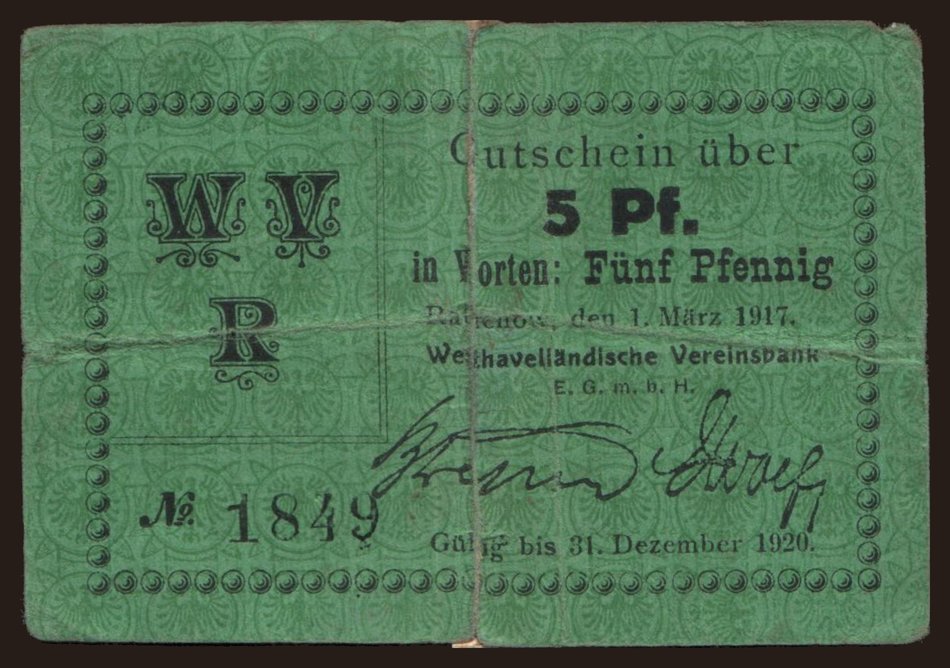 W V
R
Gutschein über
5 Pf.
in Worten: Fünf Pfennig
Rathenow, den 1. März 1917.
Westhavelländische Vereinsbank
E. G. m. b. H.
№ 1849
Gültig bis 31. Dezember 1920.